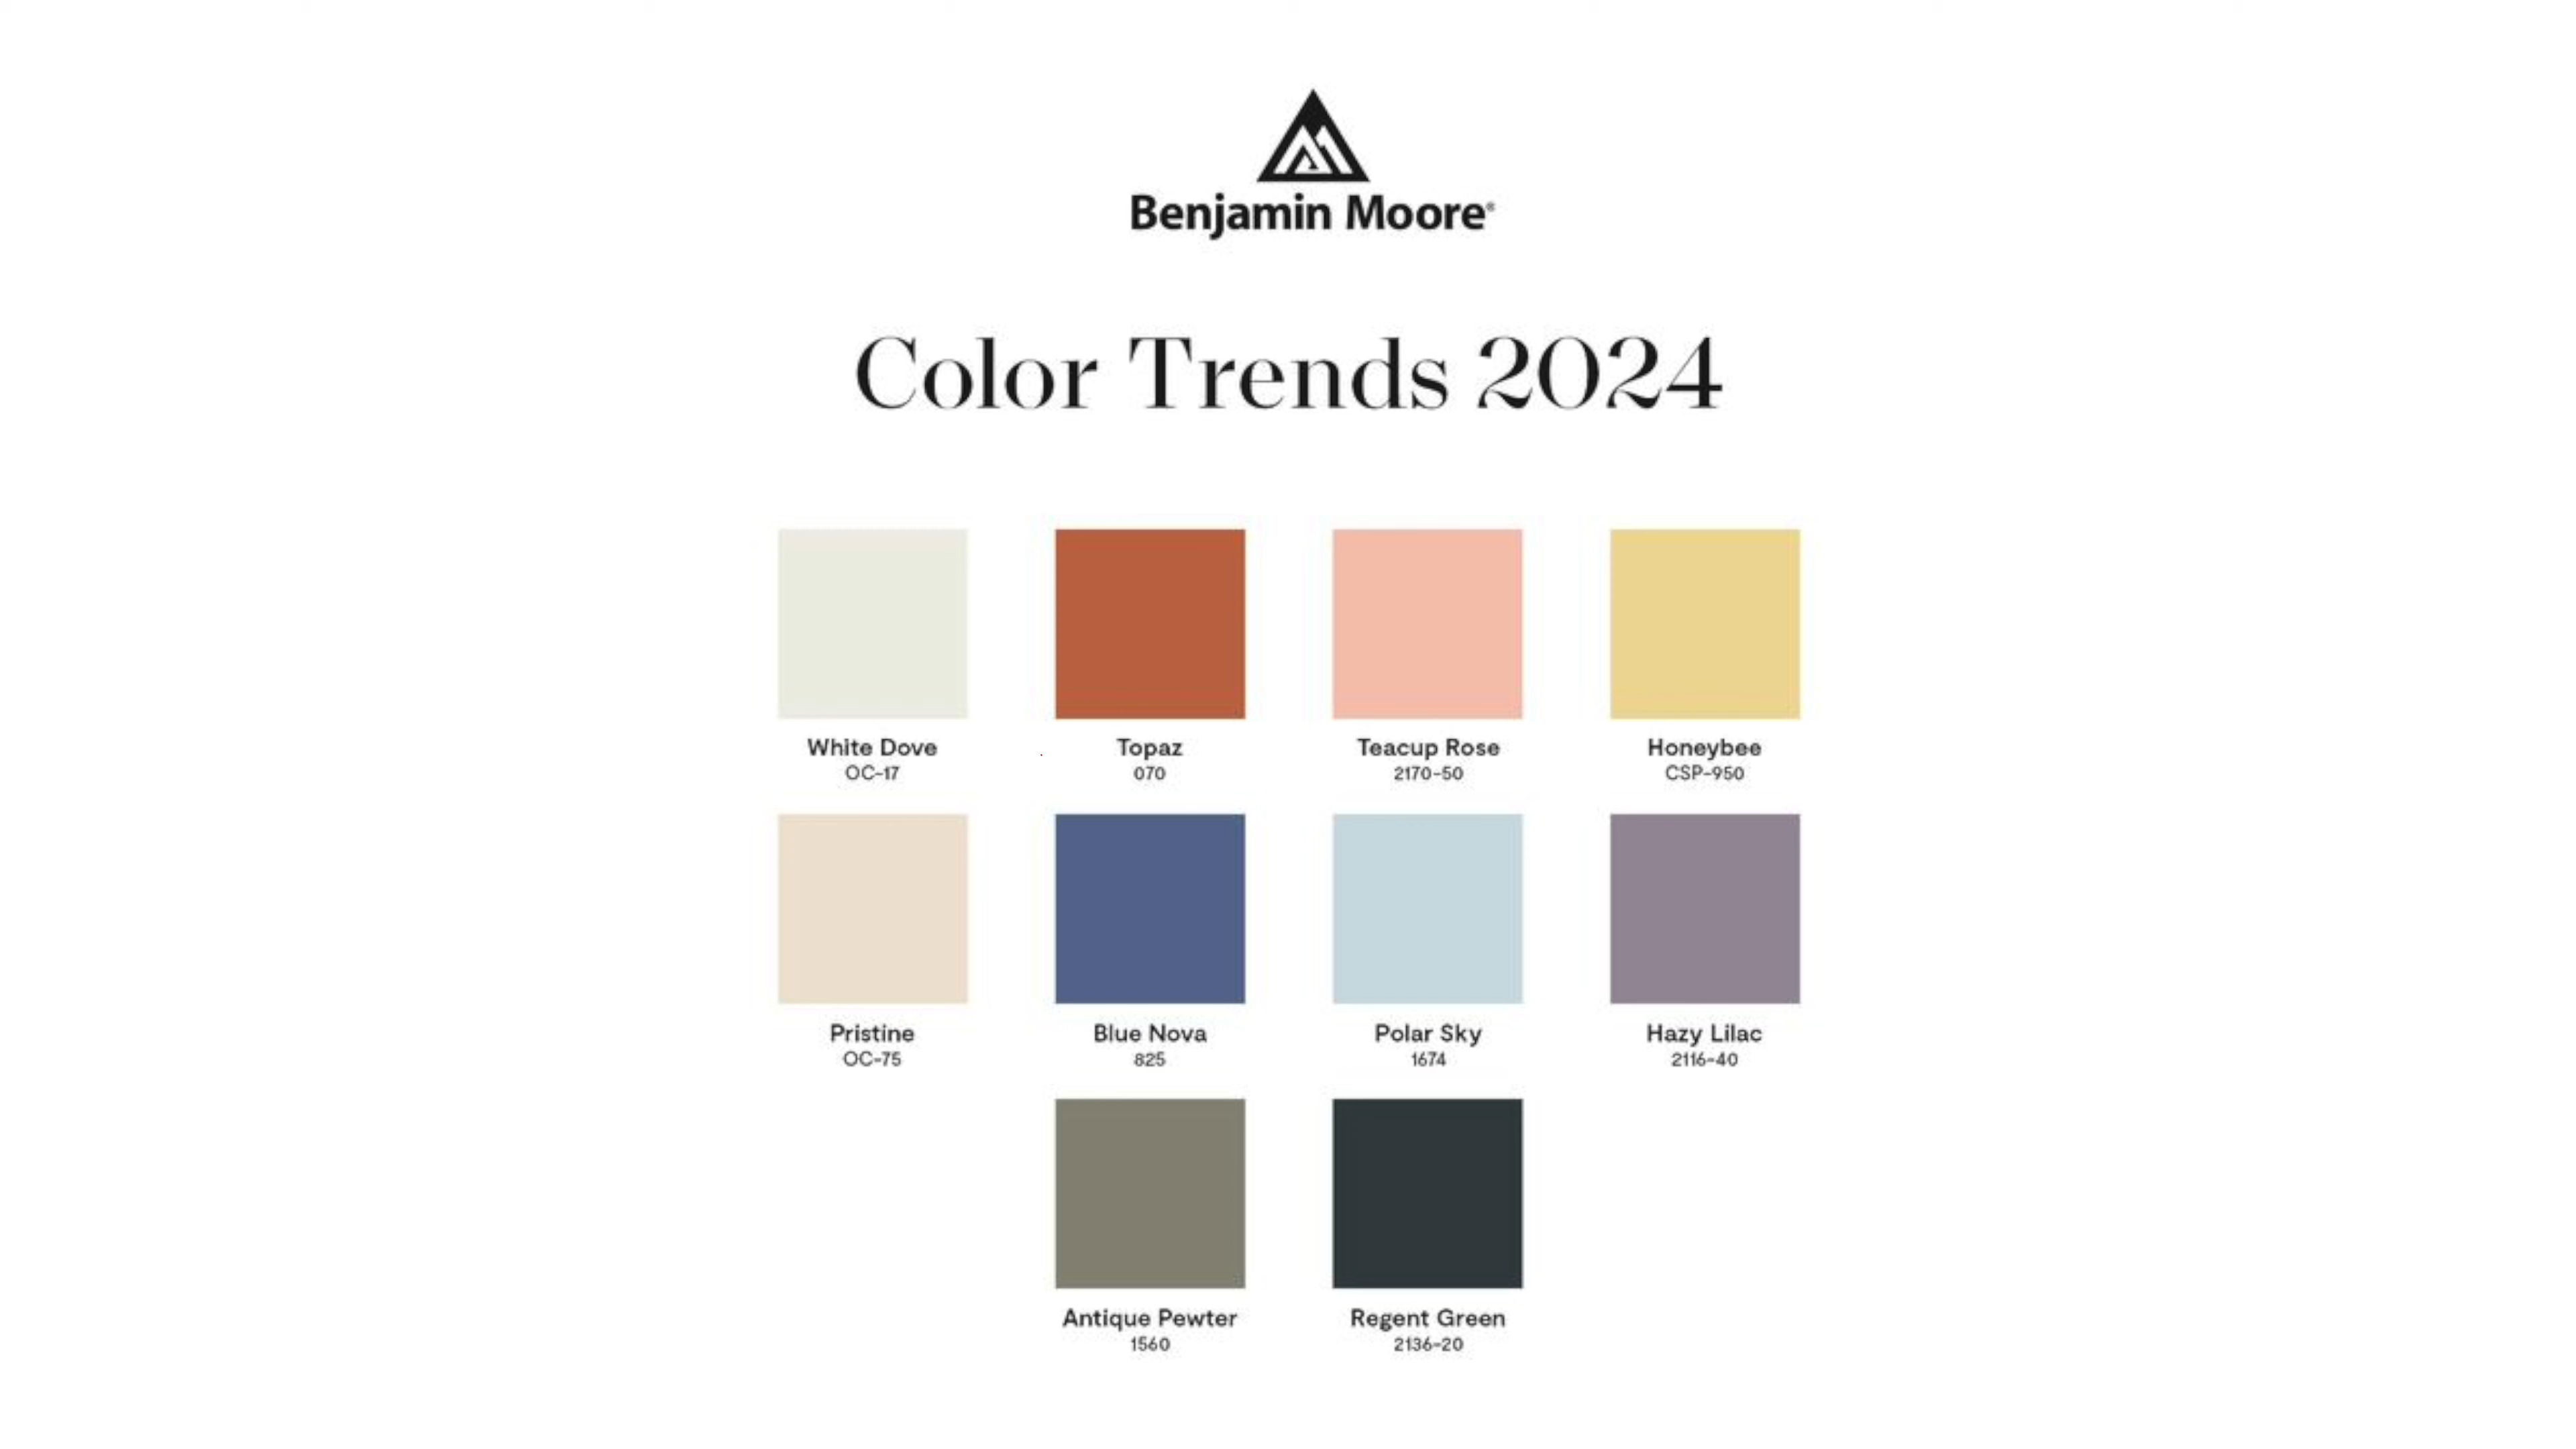 Benjamin Moore®
Color Trends 2024
White Dove
OC-17
Topaz
070
Teacup Rose
2170-50
Honeybee
CSP-950
Pristine
OC-75
Blue Nova
825
Polar Sky
1674
Hazy Lilac
2116-40
Antique Pewter
1560
Regent Green
2136-20